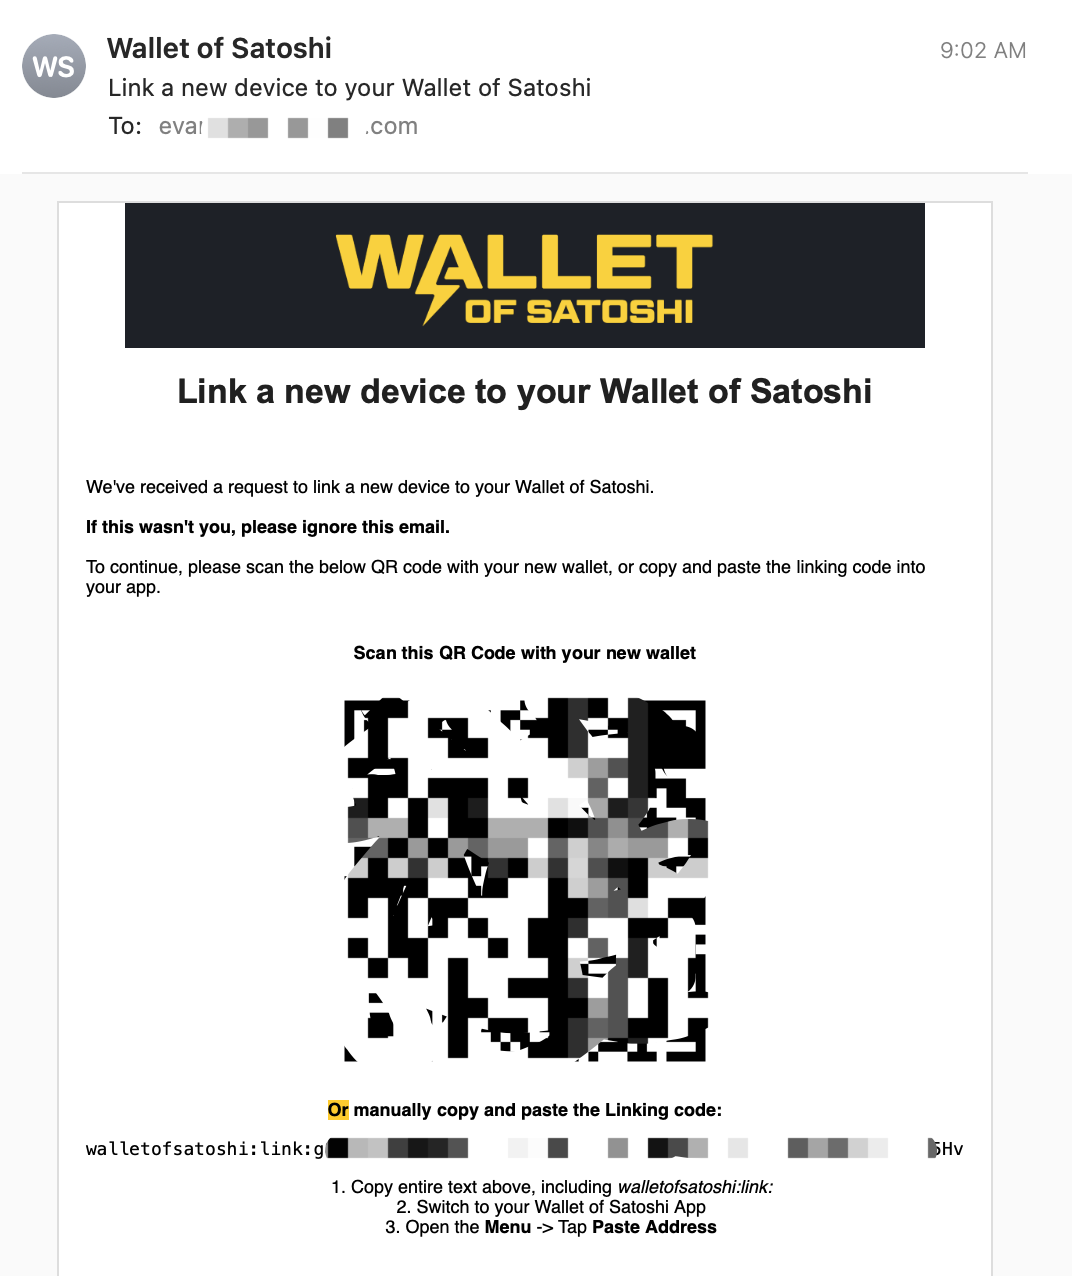 WS
Wallet of Satoshi
9:02 AM
Link a new device to your Wallet of Satoshi
To: .com
WALLET
OF SATOSHI
Link a new device to your Wallet of Satoshi
We've received a request to link a new device to your Wallet of Satoshi.
If this wasn't you, please ignore this email.
To continue, please scan the below QR code with your new wallet, or copy and paste the linking code into
your app.
Scan this QR Code with your new wallet
Or manually copy and paste the Linking code:
walletofsatoshi:link:g 5Hv
1. Copy entire text above, including walletofsatoshi:link:
2. Switch to your Wallet of Satoshi App
3. Open the Menu -> Tap Paste Address